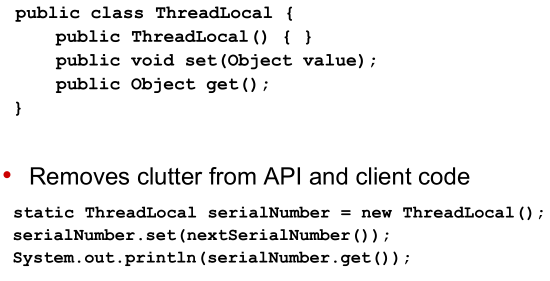 public class ThreadLocal {
    public ThreadLocal() { }
    public void set(Object value);
    public Object get();
}
• Removes clutter from API and client code
static ThreadLocal serialNumber = new ThreadLocal();
serialNumber.set(nextSerialNumber());
System.out.println(serialNumber.get());